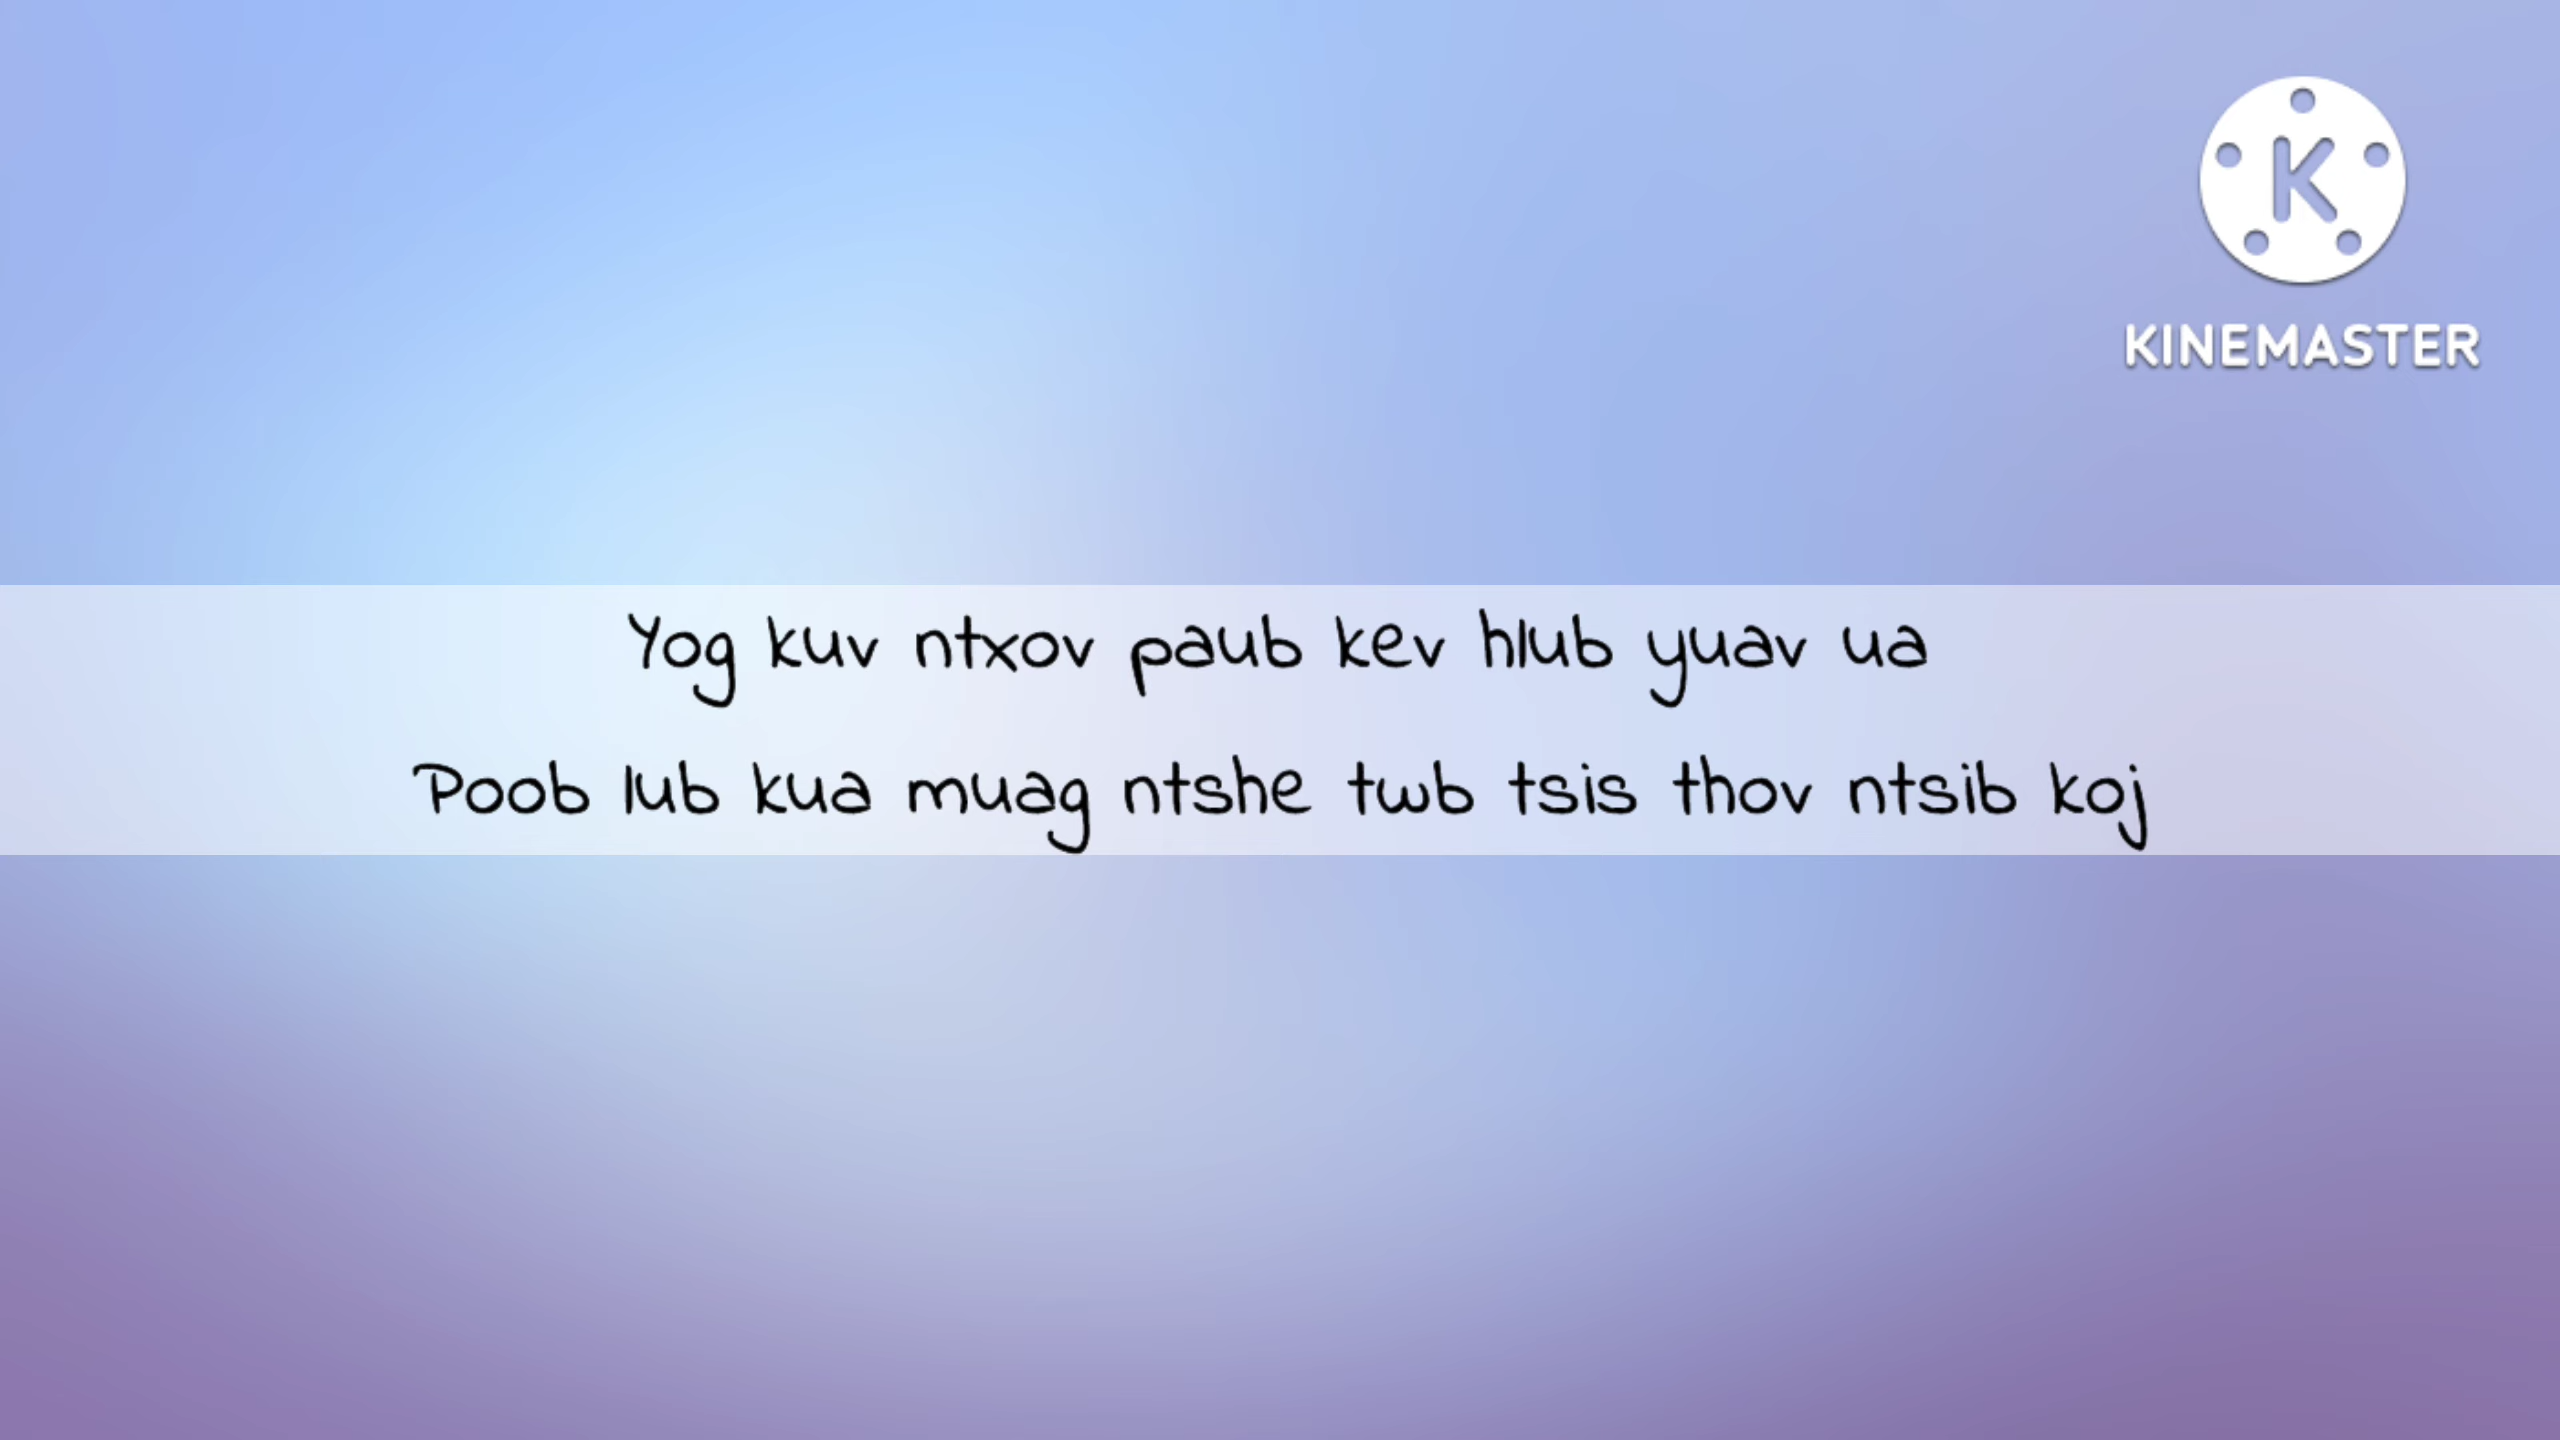 KINEMASTER
Yog kuv ntxov paub kev hlub yuav ua
Poob lub kua muag ntshe twb tsis thov ntsib koj